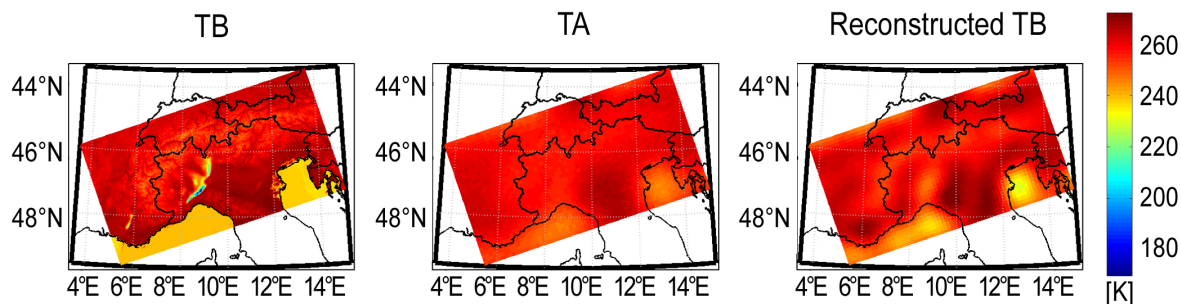 TB TA Reconstructed TB
44°N 44°N 44°N 260
46°N 46°N 46°N 240
220
48°N 48°N 48°N 200
180
4°E 6°E 8°E 10°E 12°E 14°E 4°E 6°E 8°E 10°E 12°E 14°E 4°E 6°E 8°E 10°E 12°E 14°E [K]